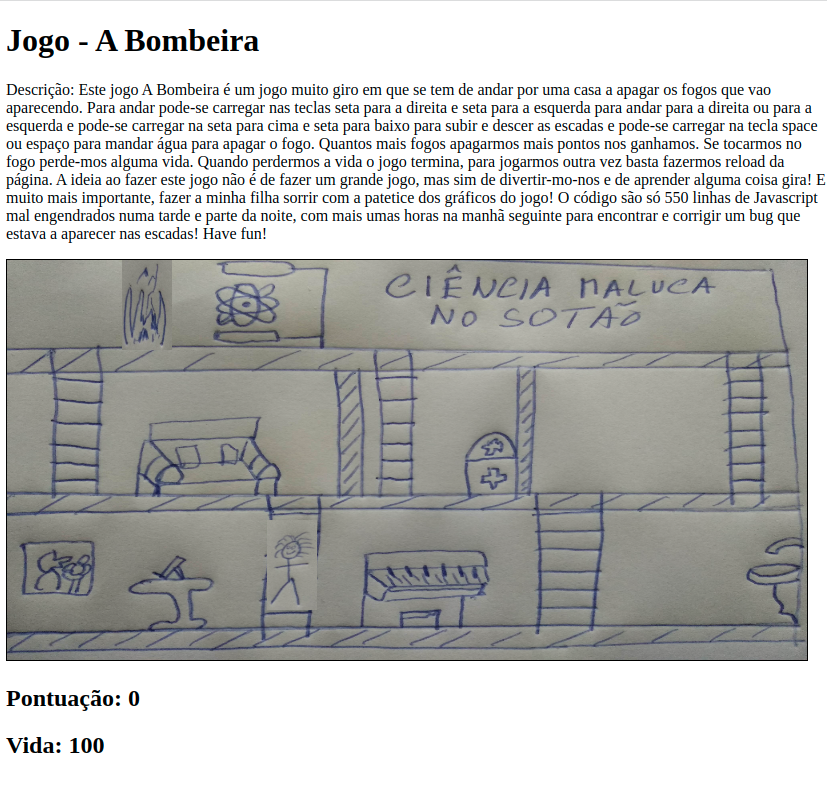 Jogo - A Bombeira
Descrição: Este jogo A Bombeira é um jogo muito giro em que se tem de andar por uma casa a apagar os fogos que vao
aparecendo. Para andar pode-se carregar nas teclas seta para a direita e seta para a esquerda para andar para a direita ou para a
esquerda e pode-se carregar na seta para cima e seta para baixo para subir e descer as escadas e pode-se carregar na tecla space
ou espaço para mandar água para apagar o fogo. Quantos mais fogos apagarmos mais pontos nos ganhamos. Se tocarmos no
fogo perde-mos alguma vida. Quando perdermos a vida o jogo termina, para jogarmos outra vez basta fazermos reload da
página. A ideia ao fazer este jogo não é de fazer um grande jogo, mas sim de divertir-mo-nos e de aprender alguma coisa gira! E
muito mais importante, fazer a minha filha sorrir com a patetice dos gráficos do jogo! O código são só 550 linhas de Javascript
mal engendrados numa tarde e parte da noite, com mais umas horas na manhã seguinte para encontrar e corrigir um bug que
estava a aparecer nas escadas! Have fun!
CIÊNCIA MALUCA
NO SOTÃO
Pontuação: 0
Vida: 100